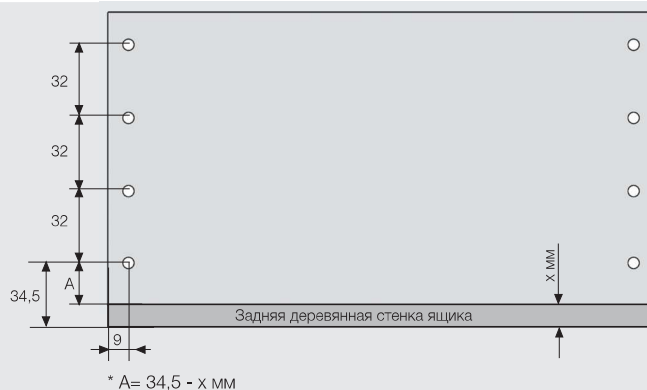 32
32
32
A
34,5
x мм
Задняя деревянная стенка ящика
9
* A= 34,5 - x мм